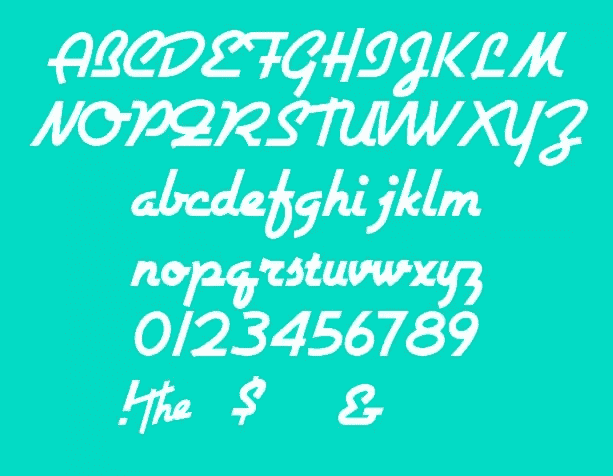 ABCDEFGHIJKLM
NOPQRSTUVWXYZ
abcdefghijklm
nopqrstuvwxyz
0123456789
! The $ &